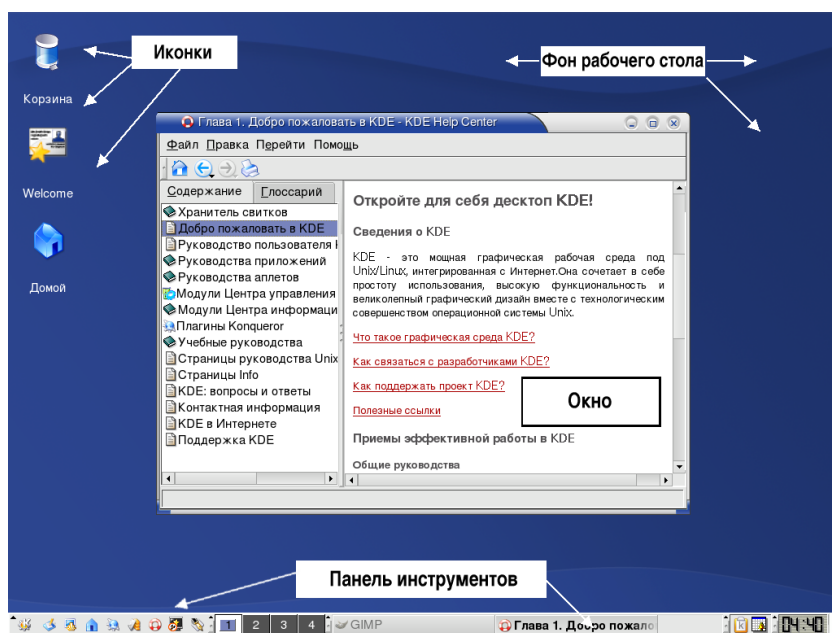 Иконки
Фон рабочего стола
Корзина
Welcome
Домой
Глава 1. Добро пожаловать в KDE - KDE Help Center
Файл Правка Перейти Помощь
Содержание Глоссарий
Хранитель свитков
Добро пожаловать в KDE
Руководство пользователя
Руководства приложений
Руководства аплетов
Модули Центра управления
Модули Центра информаци
Плагины Konqueror
Учебные руководства
Страницы руководства Unix
Страницы Info
KDE: вопросы и ответы
Контактная информация
KDE в Интернете
Поддержка KDE
Откройте для себя десктоп KDE!
Сведения о KDE
KDE - это мощная графическая рабочая среда под
Unix/Linux, интегрированная с Интернет.Она сочетает в себе
простоту использования, высокую функциональность и
великолепный графический дизайн вместе с технологическим
совершенством операционной системы Unix.
Что такое графическая среда KDE?
Как связаться с разработчиками KDE?
Как поддержать проект KDE?
Полезные ссылки
Окно
Приемы эффективной работы в KDE
Общие руководства
Панель инструментов
1 2 3 4
GIMP
Глава 1. Добро пожало
04:40